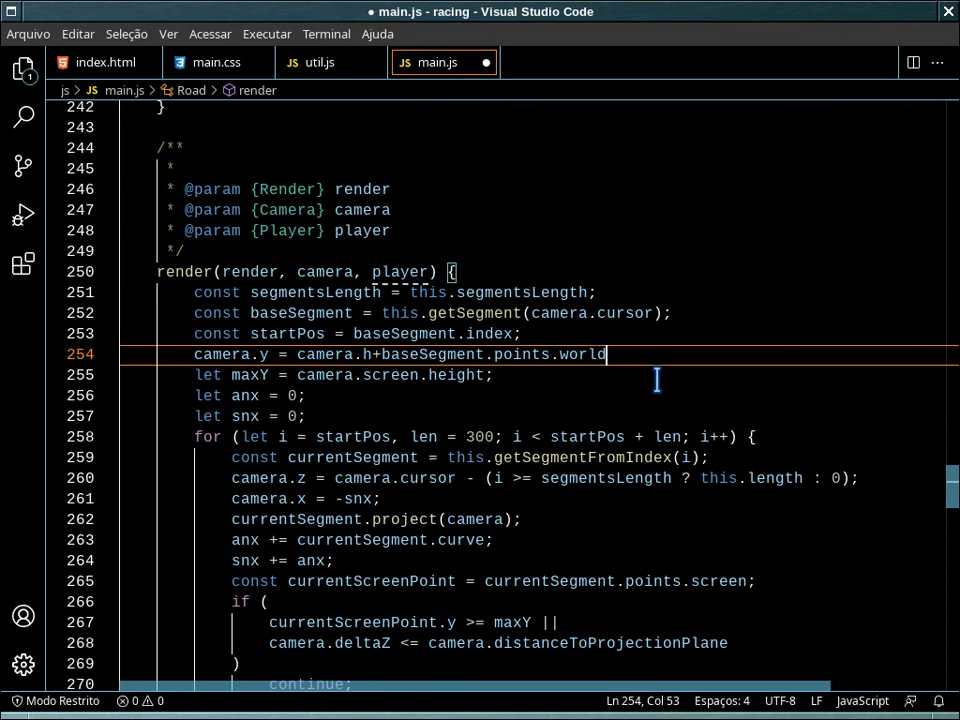 ● main.js - racing - Visual Studio Code
Arquivo Editar Seleção Ver Acessar Executar Terminal Ajuda
1
index.html main.css JS util.js JS main.js ●
js > JS main.js > Road > render
242 }
243
244 /**
245 *
246 * @param {Render} render
247 * @param {Camera} camera
248 * @param {Player} player
249 */
250 render(render, camera, player) {
251 const segmentsLength = this.segmentsLength;
252 const baseSegment = this.getSegment(camera.cursor);
253 const startPos = baseSegment.index;
254 camera.y = camera.h+baseSegment.points.world
255 let maxY = camera.screen.height;
256 let anx = 0;
257 let snx = 0;
258 for (let i = startPos, len = 300; i < startPos + len; i++) {
259 const currentSegment = this.getSegmentFromIndex(i);
260 camera.z = camera.cursor - (i >= segmentsLength ? this.length : 0);
261 camera.x = -snx;
262 currentSegment.project(camera);
263 anx += currentSegment.curve;
264 snx += anx;
265 const currentScreenPoint = currentSegment.points.screen;
266 if (
267 currentScreenPoint.y >= maxY ||
268 camera.deltaZ <= camera.distanceToProjectionPlane
269 )
270 continue;
Modo Restrito 0 0 Ln 254, Col 53 Espaços: 4 UTF-8 LF JavaScript